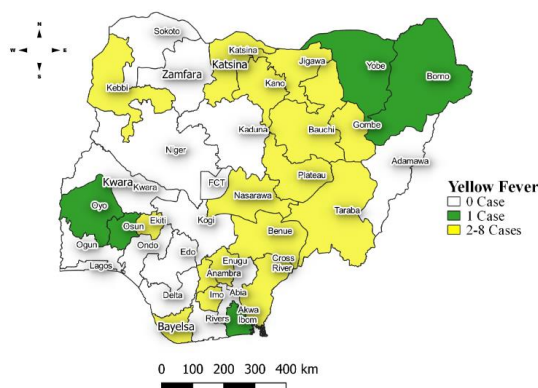 N
W E
S
Sokoto
Katsina
Zamfara
Katsina
Jigawa
Yobe
Borno
Kebbi
Kano
Kaduna
Bauchi
Gombe
Niger
Adamawa
Kwara
Kwara
FCT
Plateau
Nasarawa
Taraba
Oyo
Osun
Ekiti
Kogi
Benue
Ogun
Ondo
Edo
Enugu
Cross
River
Lagos
Anambra
Delta
Imo
Abia
Akwa
Ibom
Bayelsa
Rivers
Yellow Fever
0 Case
1 Case
2-8 Cases
0 100 200 300 400 km